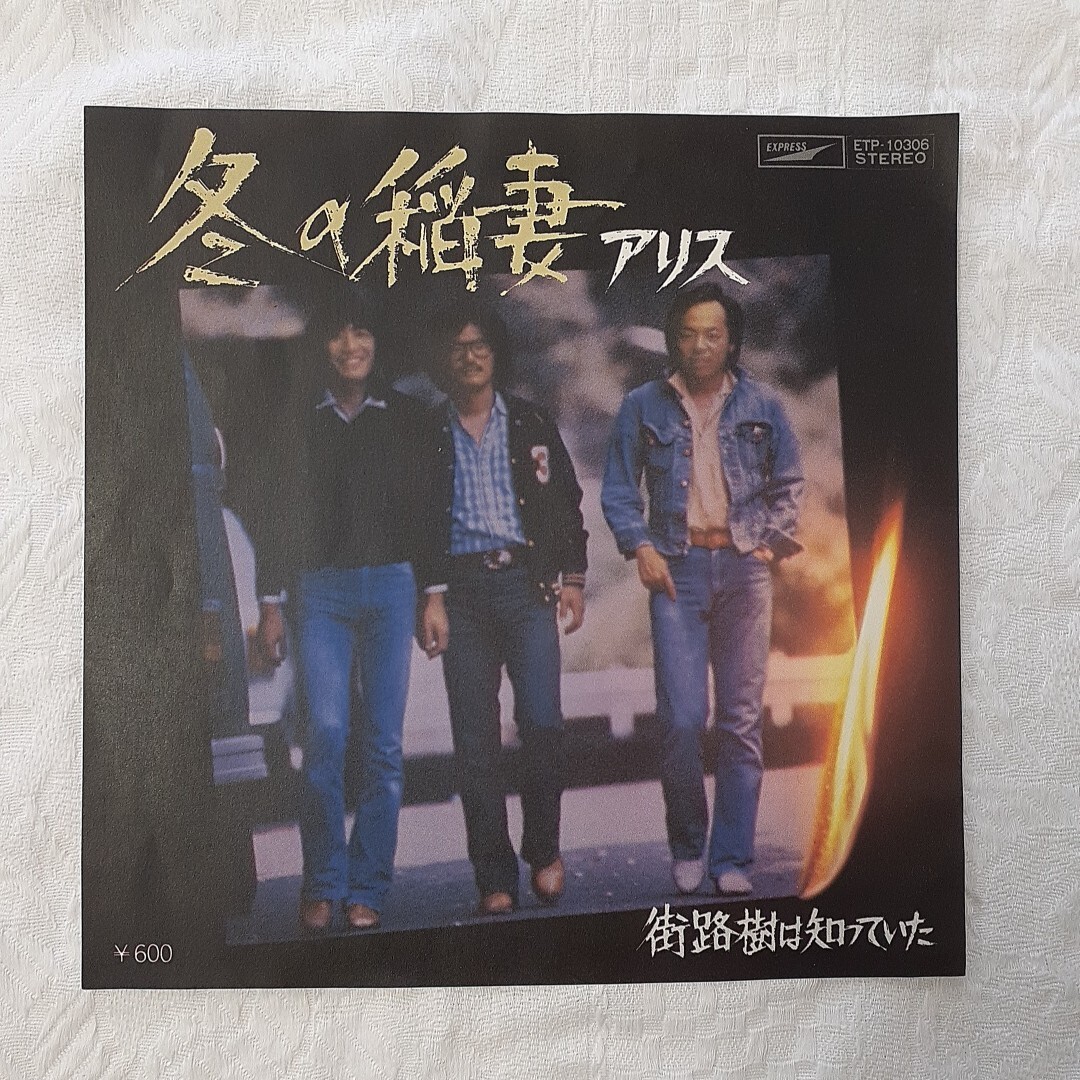 冬の稲妻 アリス
EXPRESS
ETP-10306
STEREO
3
街路樹は知っていた
¥600